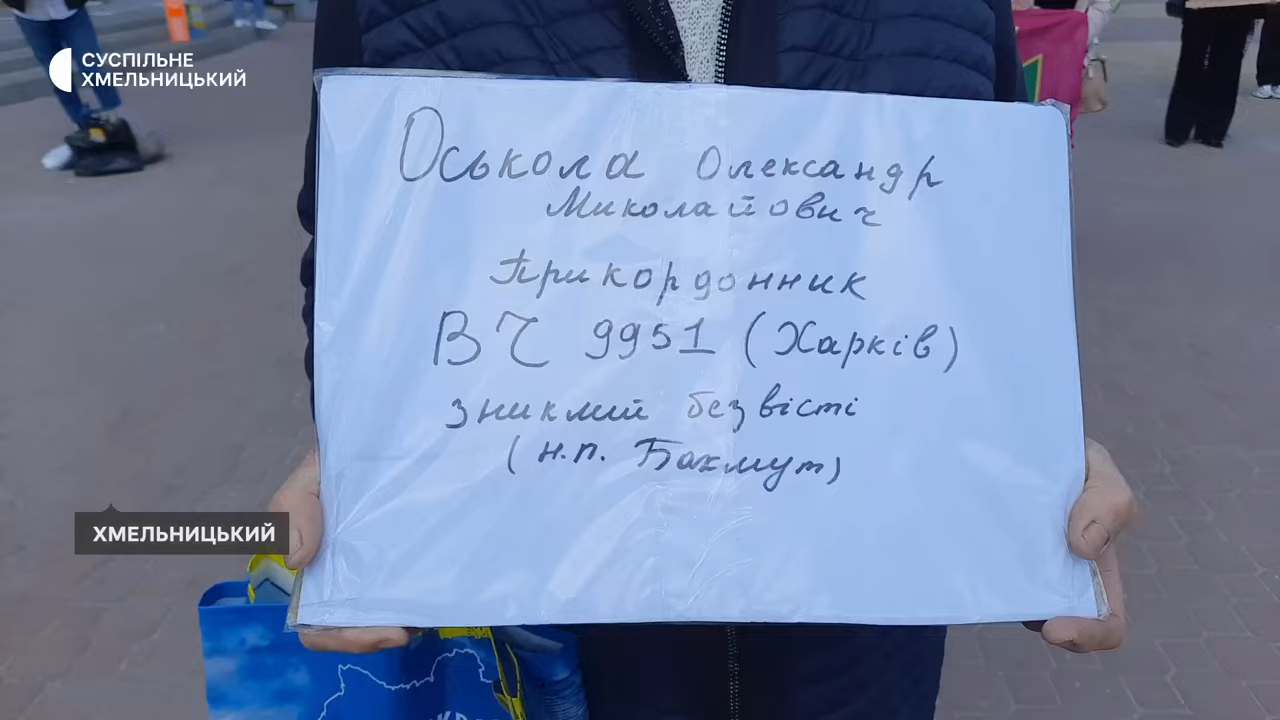 СУСПІЛЬНЕ
ХМЕЛЬНИЦЬКИЙ
Оськола Олександр
Миколайович
Прикордонник
ВЧ 9951 (Харків)
зниклий безвісті
(н.п. Бахмут)
ХМЕЛЬНИЦЬКИЙ